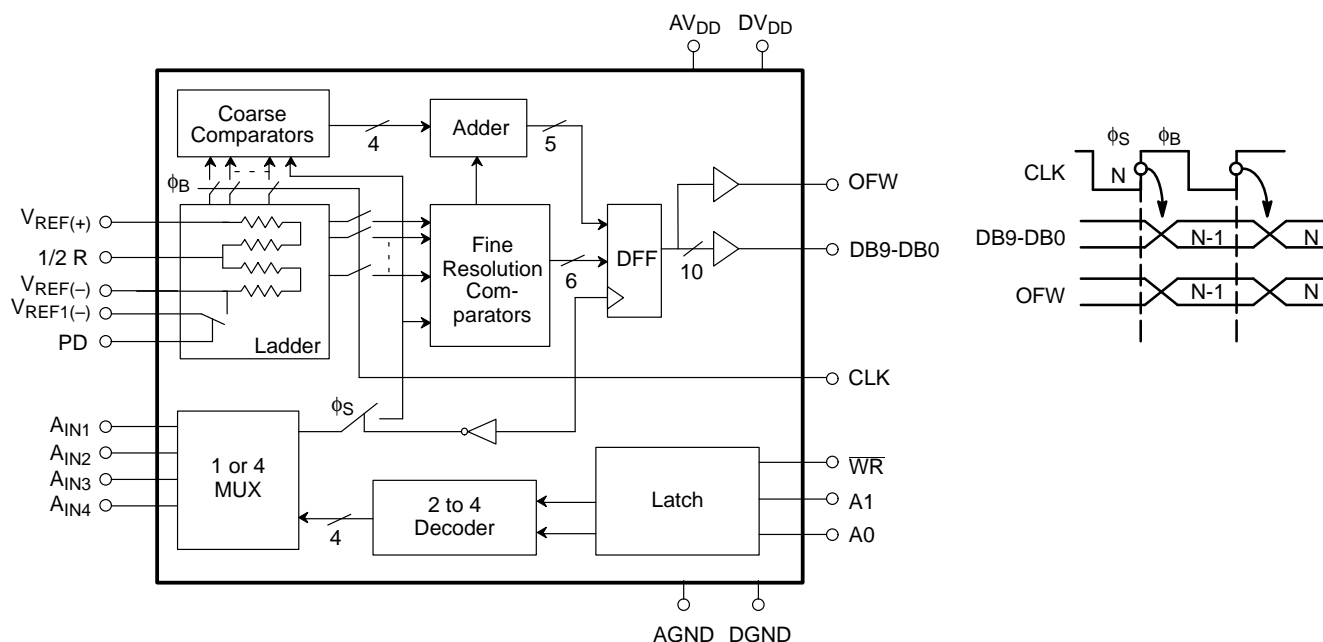 AVDD DVDD
Coarse
Comparators
4
Adder
5
ϕB
VREF(+)
1/2 R
VREF(–)
VREF1(–)
PD
Ladder
Fine
Resolution
Com-
parators
6
DFF
10
OFW
DB9-DB0
CLK
ϕS
AIN1
AIN2
AIN3
AIN4
1 or 4
MUX
4
2 to 4
Decoder
Latch
WR
A1
A0
AGND DGND
ϕS ϕB
CLK N
DB9-DB0 N-1 N
OFW N-1 N